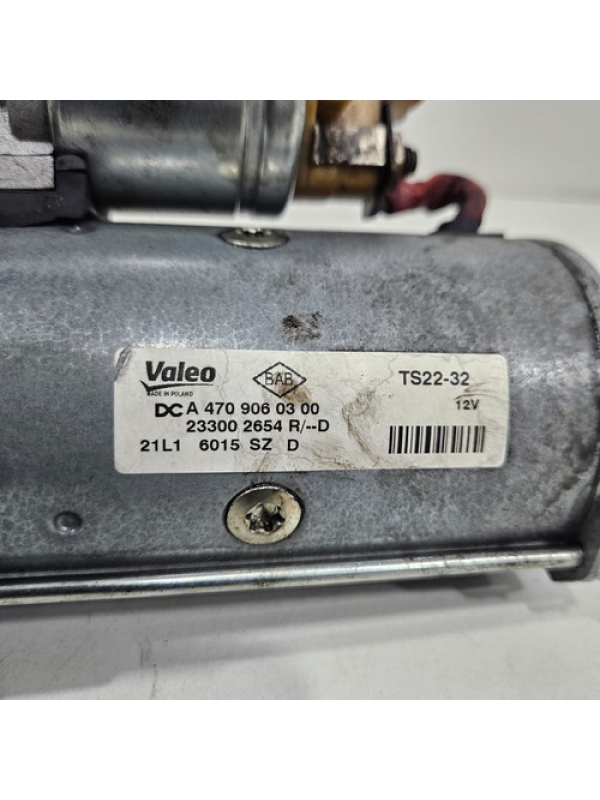 Valeo BAB TS22-32
MADE IN POLAND
DC A 470 906 03 00 12V
23300 2654 R/--D
21L1 6015 SZ D